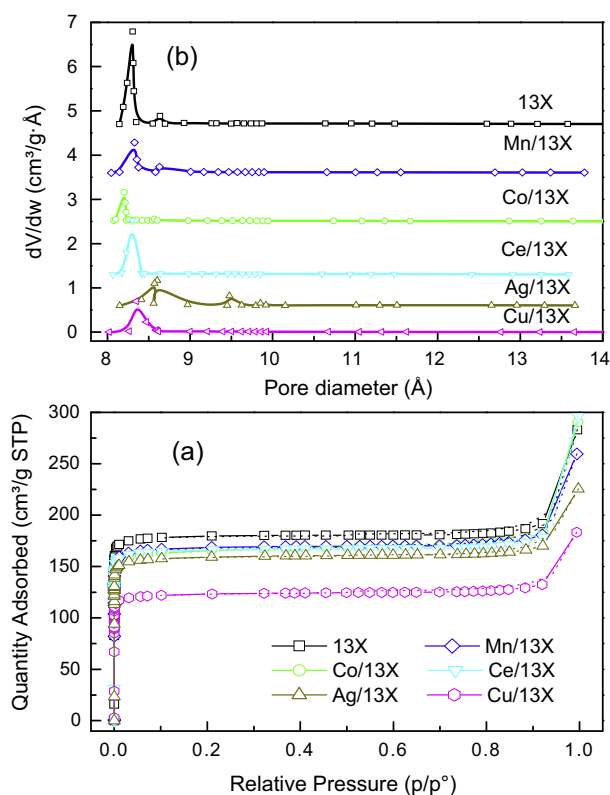 7
6
5
4
3
2
1
0
dV/dw (cm³/g·Å)
(b)
13X
Mn/13X
Co/13X
Ce/13X
Ag/13X
Cu/13X
8 9 10 11 12 13 14
Pore diameter (Å)
300
250
200
150
100
50
0
Quantity Adsorbed (cm³/g STP)
(a)
13X Mn/13X
Co/13X Ce/13X
Ag/13X Cu/13X
0.0 0.2 0.4 0.6 0.8 1.0
Relative Pressure (p/p°)